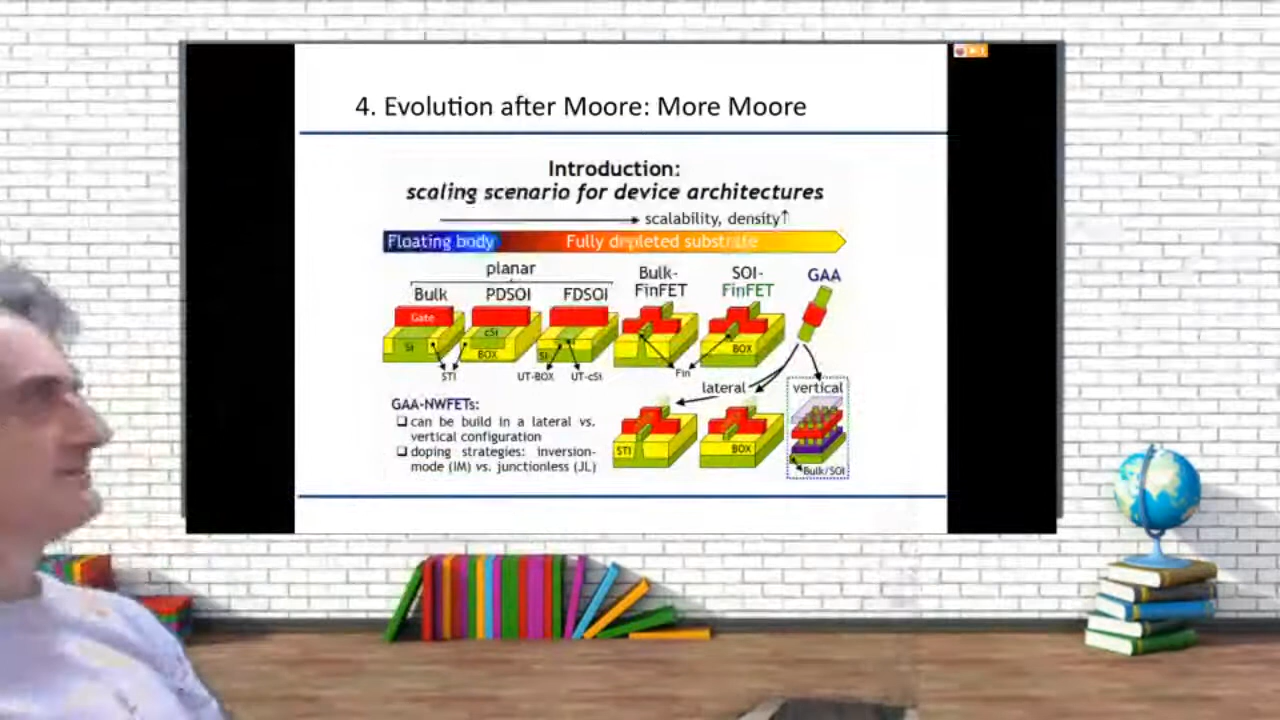 4. Evolution after Moore: More Moore
Introduction:
scaling scenario for device architectures
scalability, density↑
Floating body
Fully depleted substrate
planar
Bulk
PDSOI
FDSOI
Bulk-
FinFET
SOI-
FinFET
GAA
Gate
Si
cSi
BOX
Si
BOX
STI
UT-BOX
UT-cSi
Fin
lateral
vertical
GAA-NWFETs:
❑ can be build in a lateral vs.
vertical configuration
❑ doping strategies: inversion-
mode (IM) vs. junctionless (JL)
STI
BOX
Bulk/SOI